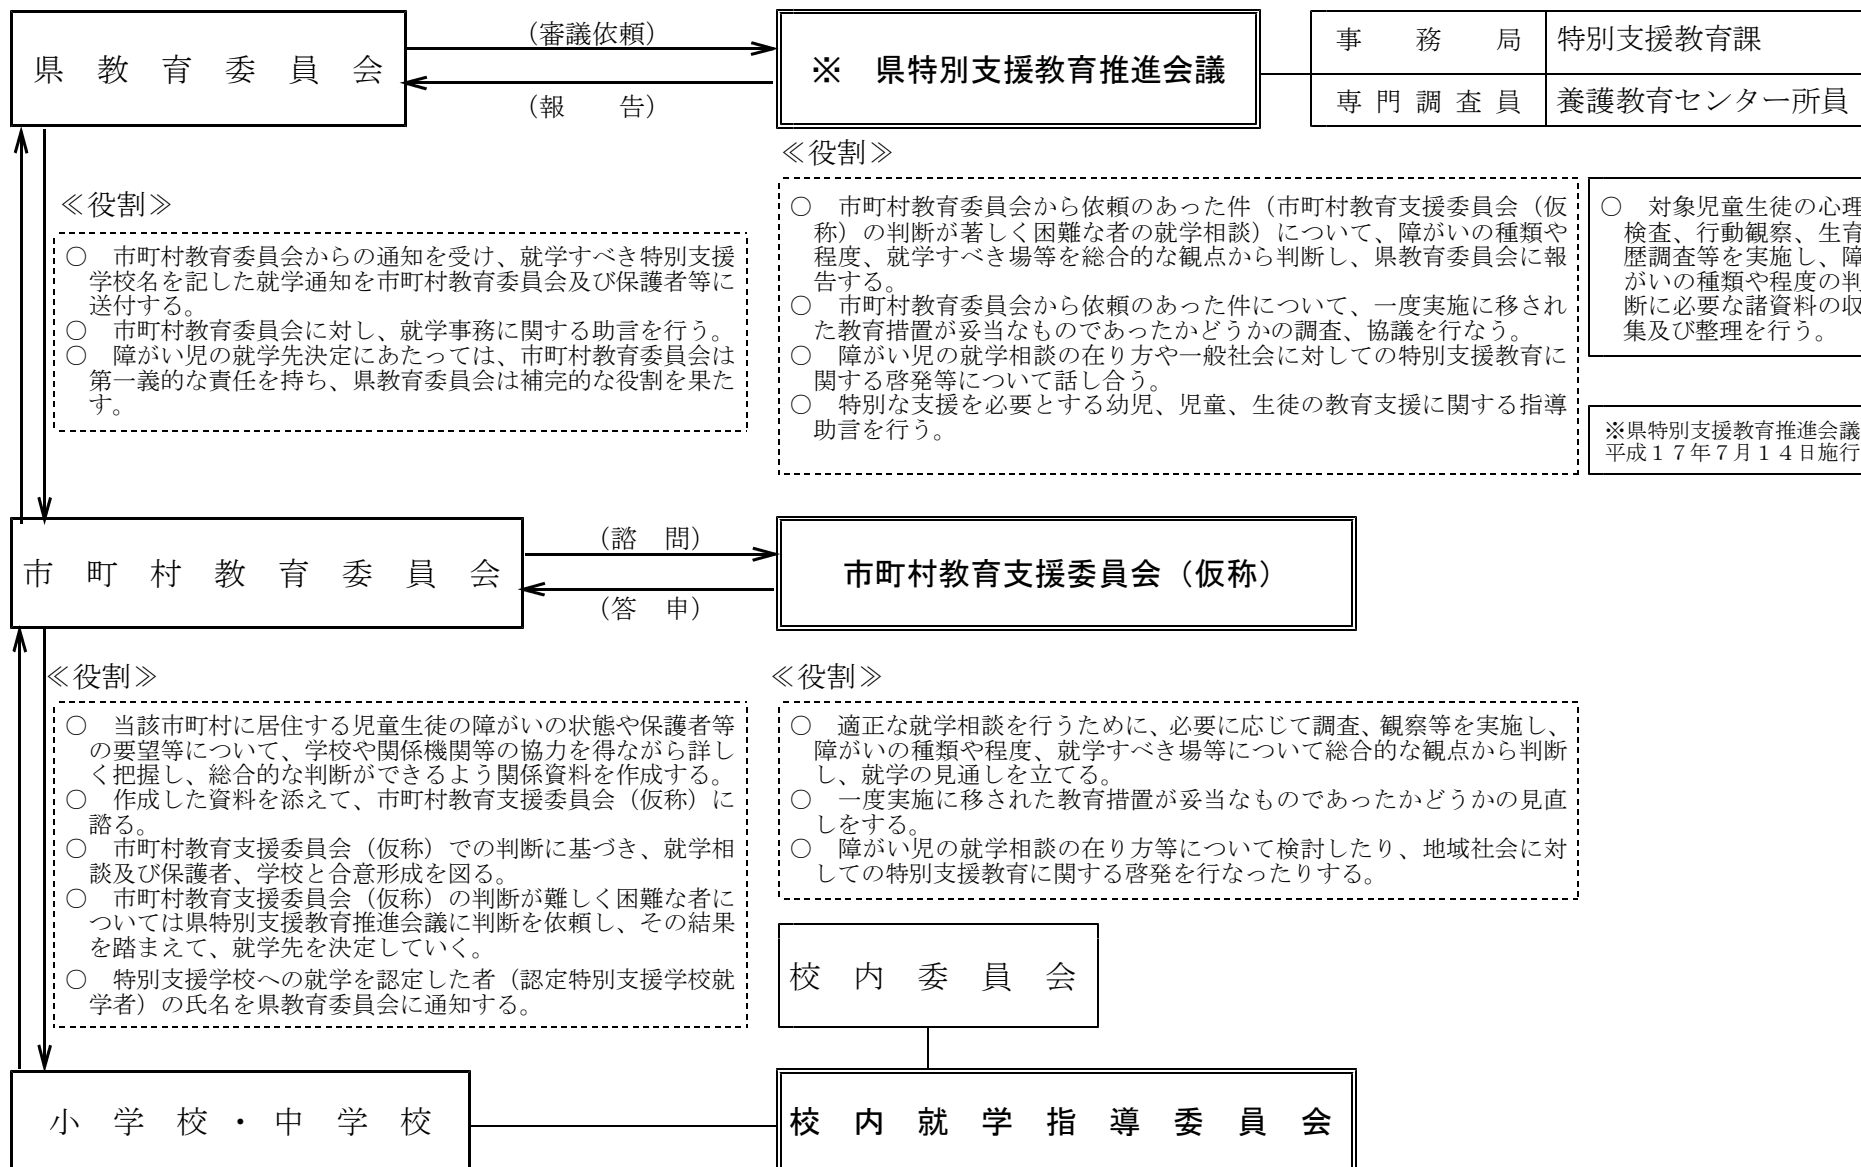 県教育委員会
（審議依頼）
（報　告）
※　県特別支援教育推進会議
事務局　特別支援教育課
専門調査員　養護教育センター所員
≪役割≫
○　市町村教育委員会からの通知を受け、就学すべき特別支援
学校名を記した就学通知を市町村教育委員会及び保護者等に
送付する。
○　市町村教育委員会に対し、就学事務に関する助言を行う。
○　障がい児の就学先決定にあたっては、市町村教育委員会は
第一義的な責任を持ち、県教育委員会は補完的な役割を果た
す。
≪役割≫
○　市町村教育委員会から依頼のあった件（市町村教育支援委員会（仮
称）の判断が著しく困難な者の就学相談）について、障がいの種類や
程度、就学すべき場等を総合的な観点から判断し、県教育委員会に報
告する。
○　市町村教育委員会から依頼のあった件について、一度実施に移され
た教育措置が妥当なものであったかどうかの調査、協議を行なう。
○　障がい児の就学相談の在り方や一般社会に対しての特別支援教育に
関する啓発等について話し合う。
○　特別な支援を必要とする幼児、児童、生徒の教育支援に関する指導
助言を行う。
○　対象児童生徒の心理
検査、行動観察、生育
歴調査等を実施し、障
がいの種類や程度の判
断に必要な諸資料の収
集及び整理を行う。
※県特別支援教育推進会議
平成１７年７月１４日施行
市町村教育委員会
（諮　問）
（答　申）
市町村教育支援委員会（仮称）
≪役割≫
○　当該市町村に居住する児童生徒の障がいの状態や保護者等
の要望等について、学校や関係機関等の協力を得ながら詳し
く把握し、総合的な判断ができるよう関係資料を作成する。
○　作成した資料を添えて、市町村教育支援委員会（仮称）に
諮る。
○　市町村教育支援委員会（仮称）での判断に基づき、就学相
談及び保護者、学校と合意形成を図る。
○　市町村教育支援委員会（仮称）の判断が難しく困難な者に
ついては県特別支援教育推進会議に判断を依頼し、その結果
を踏まえて、就学先を決定していく。
○　特別支援学校への就学を認定した者（認定特別支援学校就
学者）の氏名を県教育委員会に通知する。
≪役割≫
○　適正な就学相談を行うために、必要に応じて調査、観察等を実施し、
障がいの種類や程度、就学すべき場等について総合的な観点から判断
し、就学の見通しを立てる。
○　一度実施に移された教育措置が妥当なものであったかどうかの見直
しをする。
○　障がい児の就学相談の在り方等について検討したり、地域社会に対
しての特別支援教育に関する啓発を行なったりする。
校内委員会
小学校・中学校
校内就学指導委員会